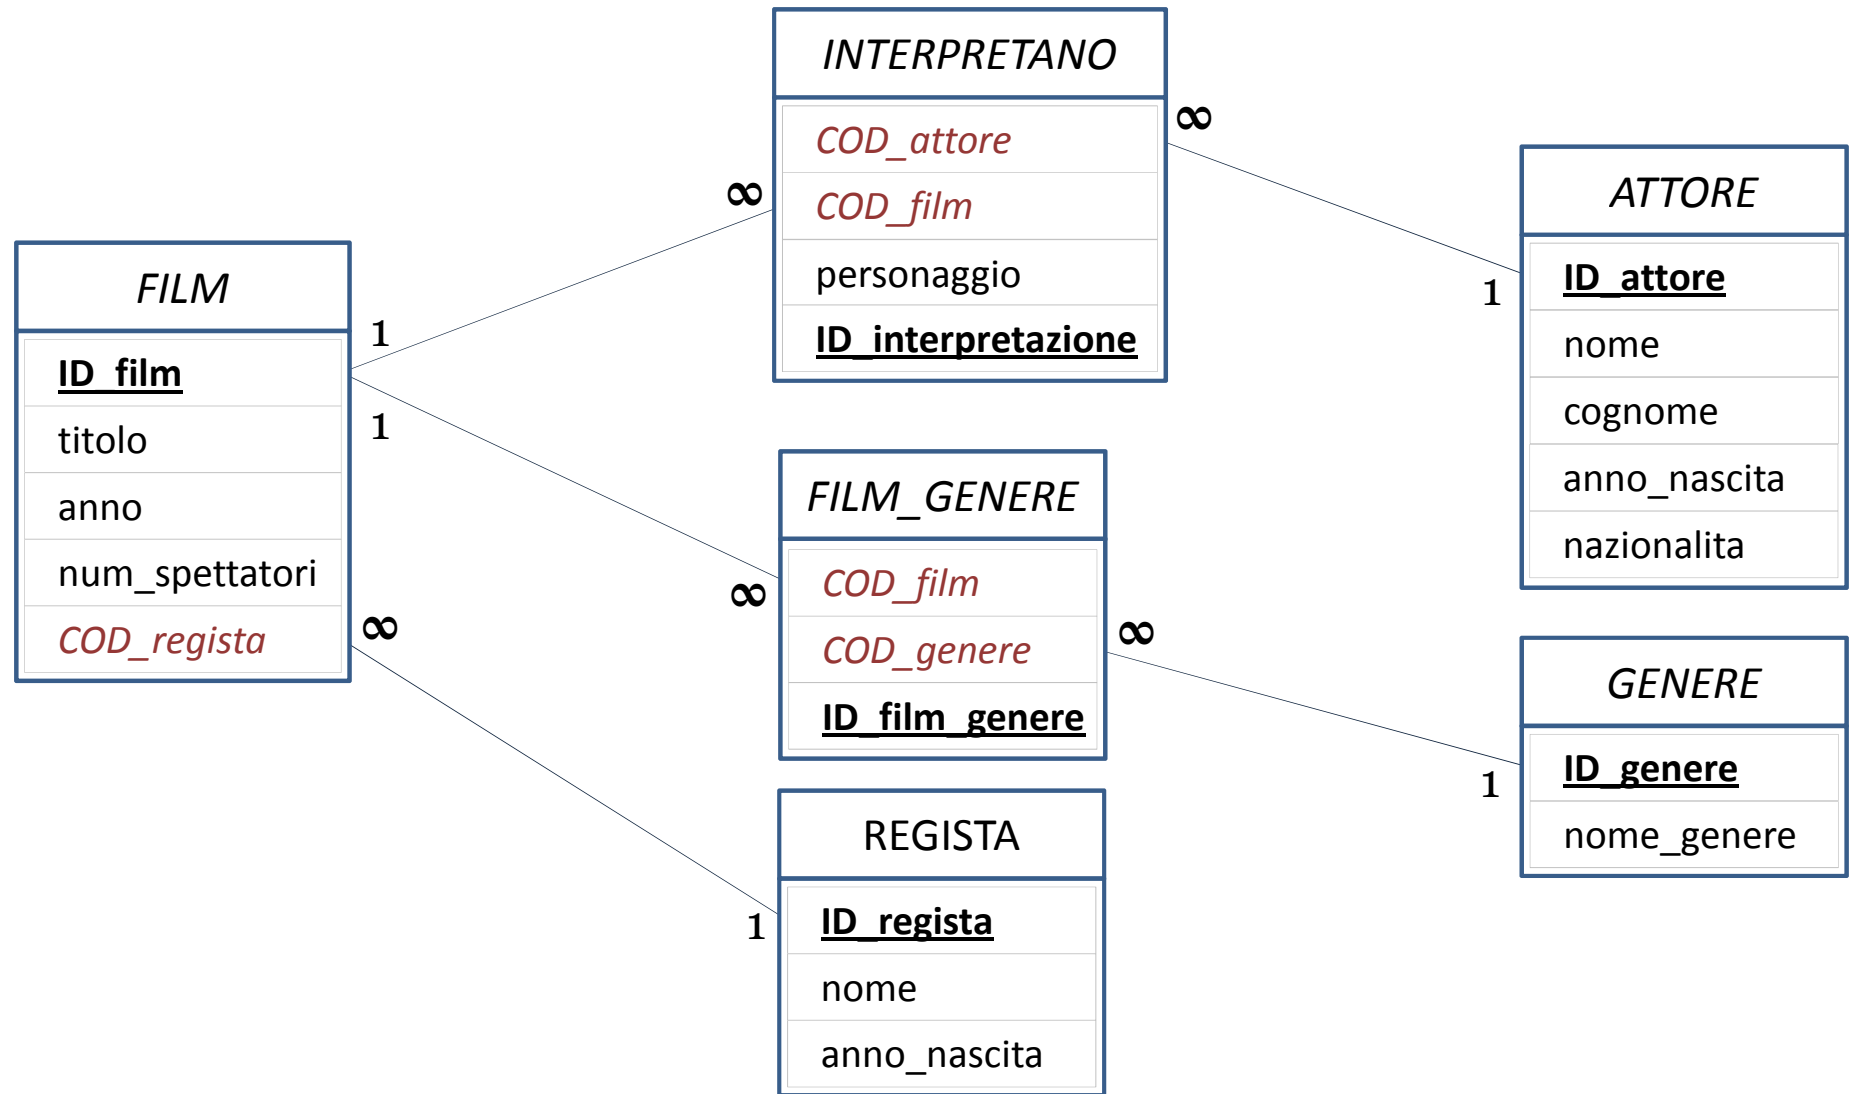 INTERPRETANO
COD_attore
COD_film
personaggio
ID_interpretazione
∞
∞
ATTORE
ID_attore
nome
cognome
anno_nascita
nazionalita
1
FILM
ID_film
titolo
anno
num_spettatori
COD_regista
1
1
∞
FILM_GENERE
COD_film
COD_genere
ID_film_genere
∞
∞
GENERE
ID_genere
nome_genere
1
REGISTA
ID_regista
nome
anno_nascita
1